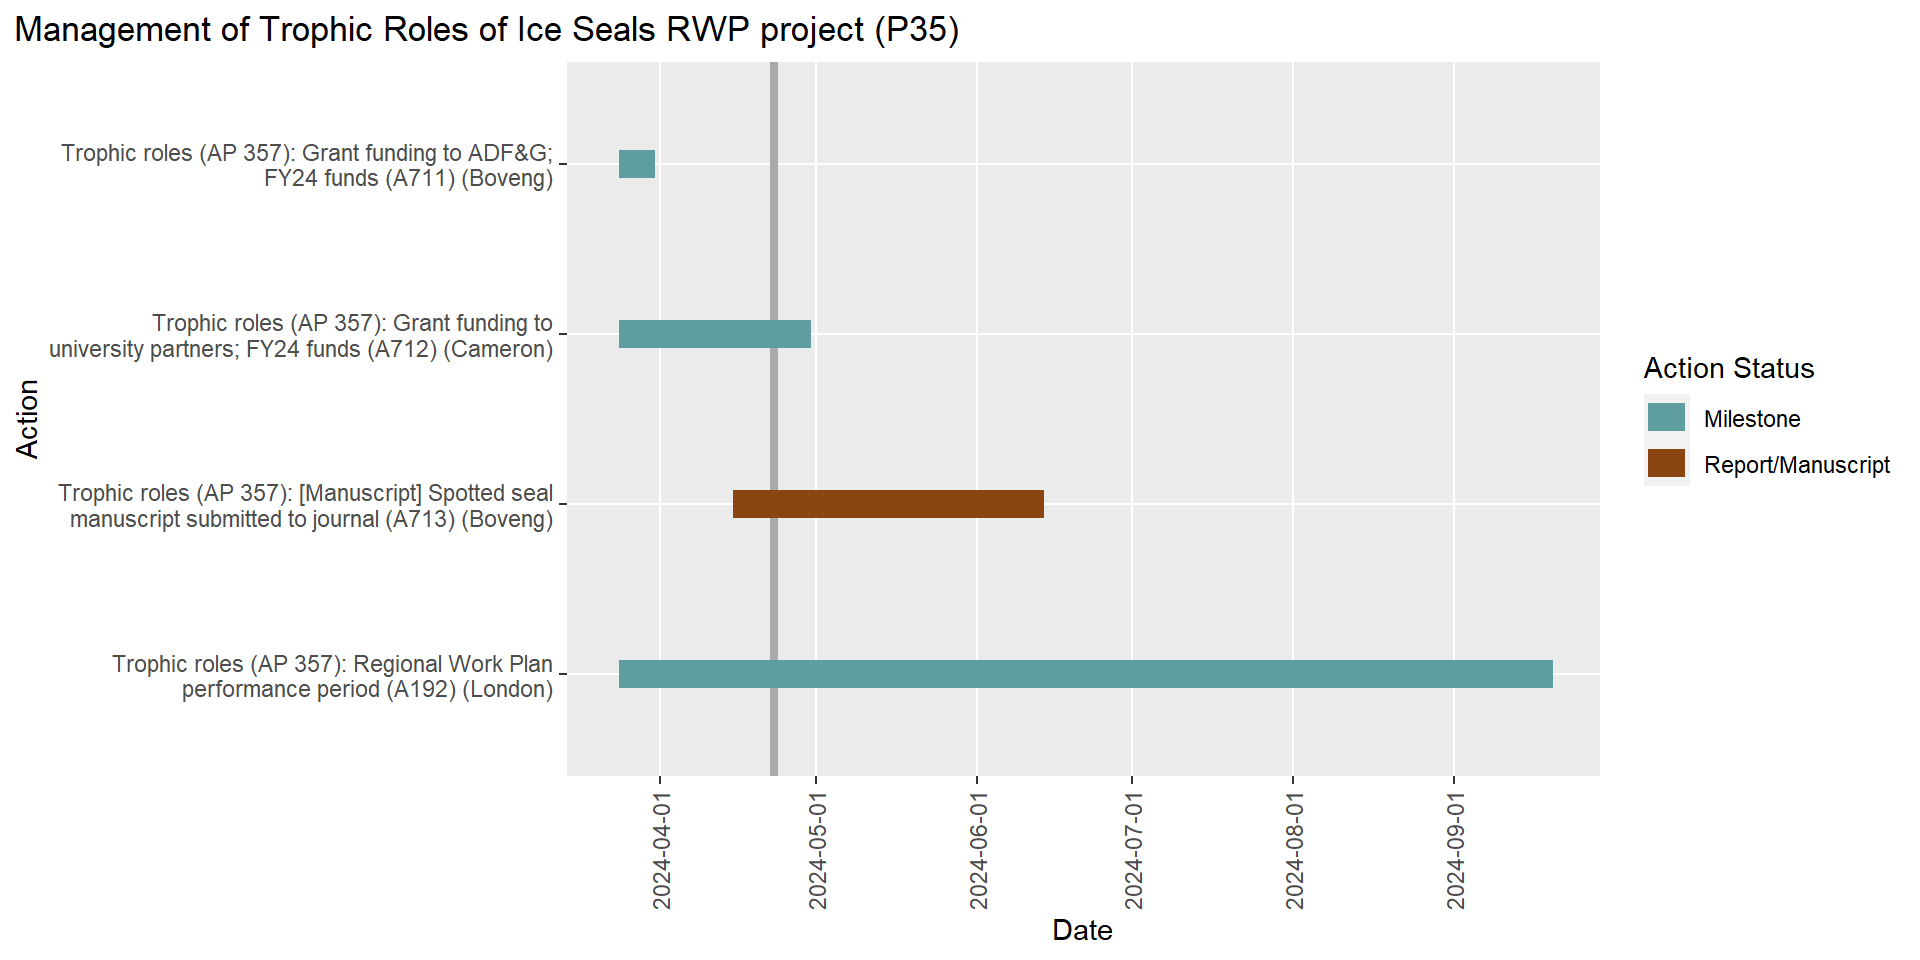 Management of Trophic Roles of Ice Seals RWP project (P35)
Trophic roles (AP 357): Grant funding to ADF&G;
FY24 funds (A711) (Boveng)
Trophic roles (AP 357): Grant funding to
university partners; FY24 funds (A712) (Cameron)
Trophic roles (AP 357): [Manuscript] Spotted seal
manuscript submitted to journal (A713) (Boveng)
Trophic roles (AP 357): Regional Work Plan
performance period (A192) (London)
Action
2024-04-01
2024-05-01
2024-06-01
2024-07-01
2024-08-01
2024-09-01
Date
Action Status
Milestone
Report/Manuscript